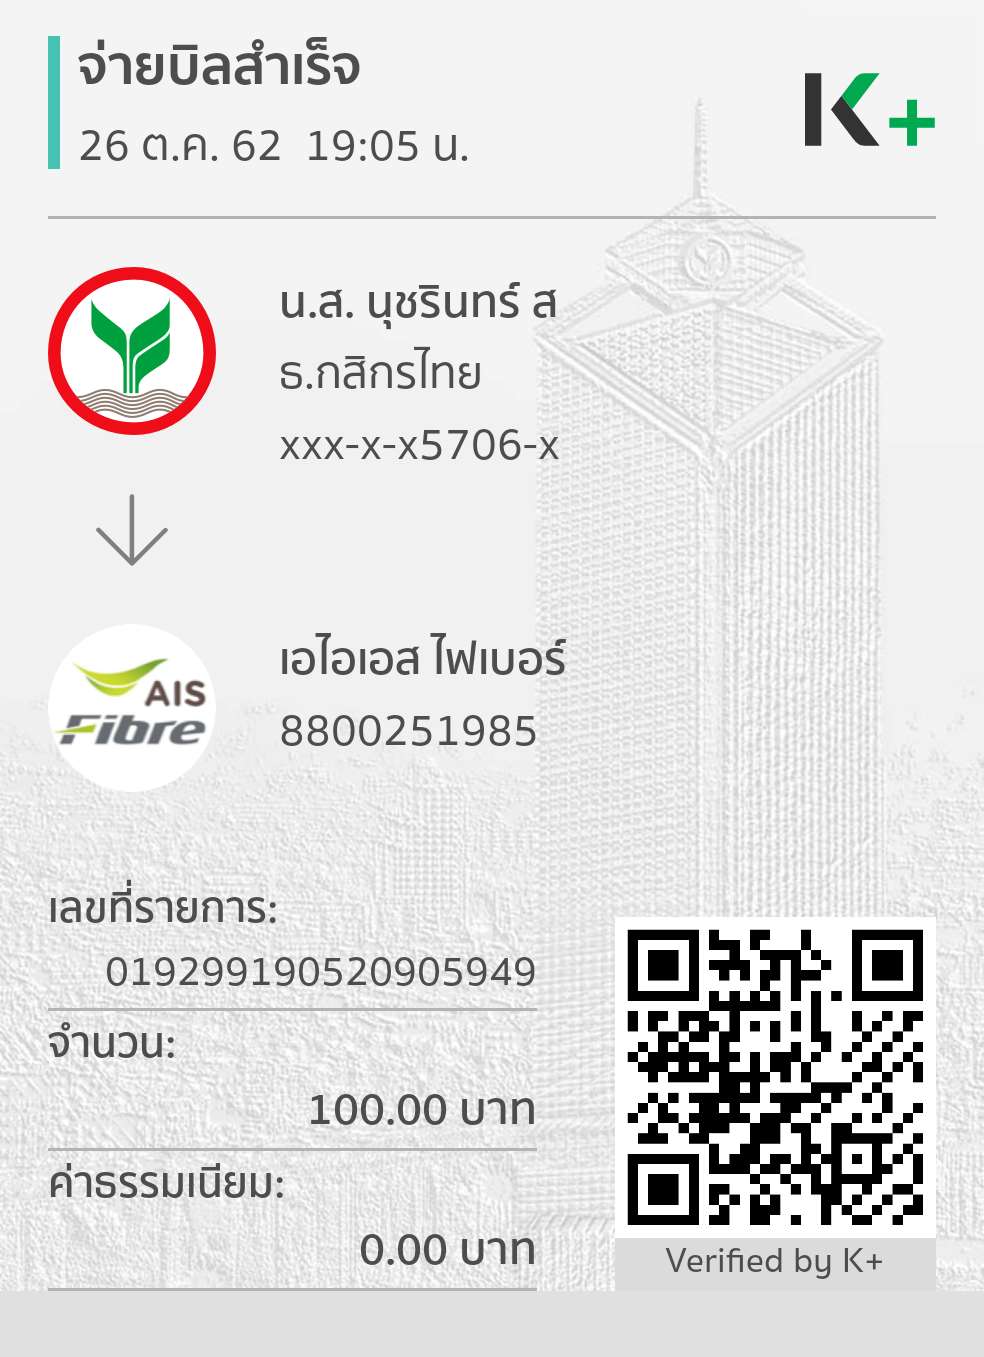 จ่ายบิลสำเร็จ
26 ต.ค. 62 19:05 น.
K+
น.ส. นุชรินทร์ ส
ธ.กสิกรไทย
xxx-x-x5706-x
AIS
Fibre
เอไอเอส ไฟเบอร์
8800251985
เลขที่รายการ:
019299190520905949
จำนวน:
100.00 บาท
ค่าธรรมเนียม:
0.00 บาท
Verified by K+